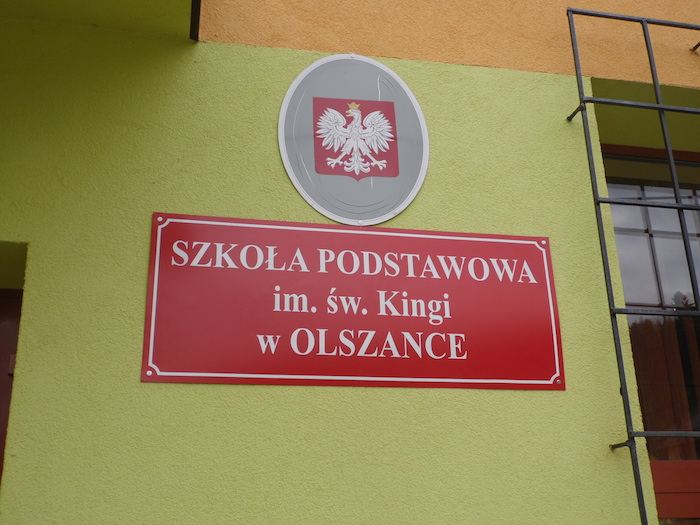 SZKOŁA PODSTAWOWA
im. św. Kingi
w OLSZANCE